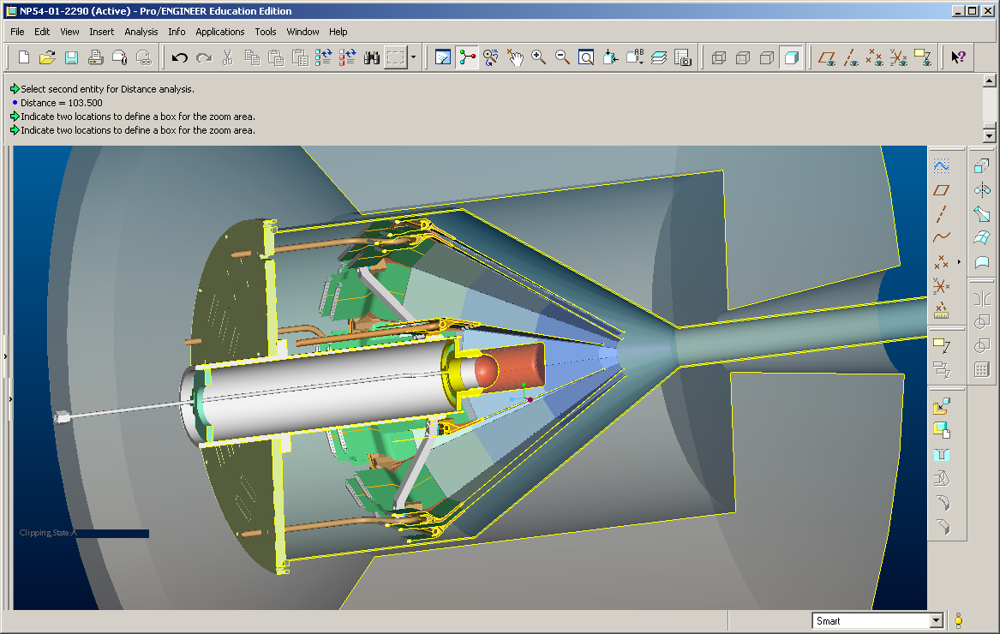 NP54-01-2290 (Active) - Pro/ENGINEER Education Edition
File Edit View Insert Analysis Info Applications Tools Window Help
Select second entity for Distance analysis.
Distance = 103.500
Indicate two locations to define a box for the zoom area.
Indicate two locations to define a box for the zoom area.
Clipping State:A
Smart